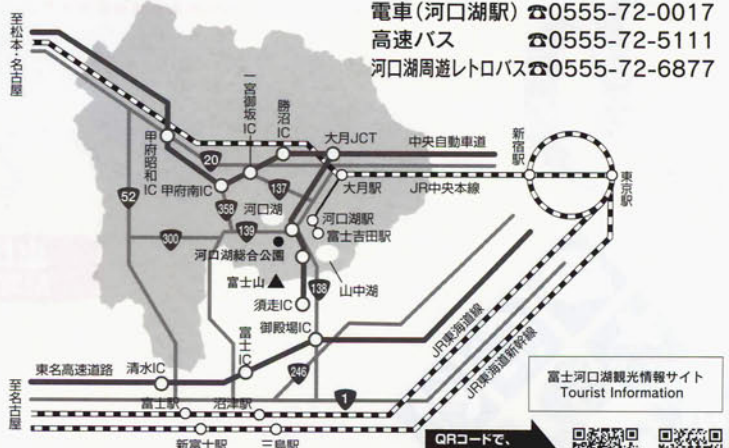 電車(河口湖駅) ☎0555-72-0017
高速バス ☎0555-72-5111
河口湖周遊レトロバス☎0555-72-6877
至松本・名古屋
一宮御坂IC
勝沼IC
大月JCT
中央自動車道
新宿駅
甲府昭和IC
20
甲府南IC
137
大月駅
JR中央本線
東京駅
52
358
河口湖
河口湖駅
富士吉田駅
300
139
河口湖総合公園
富士山
138
山中湖
須走IC
御殿場IC
富士IC
JR東海道線
JR東海道新幹線
東名高速道路
清水IC
246
富士河口湖観光情報サイト
Tourist Information
至名古屋
富士駅
沼津駅
1
新富士駅
三島駅
QRコードで、